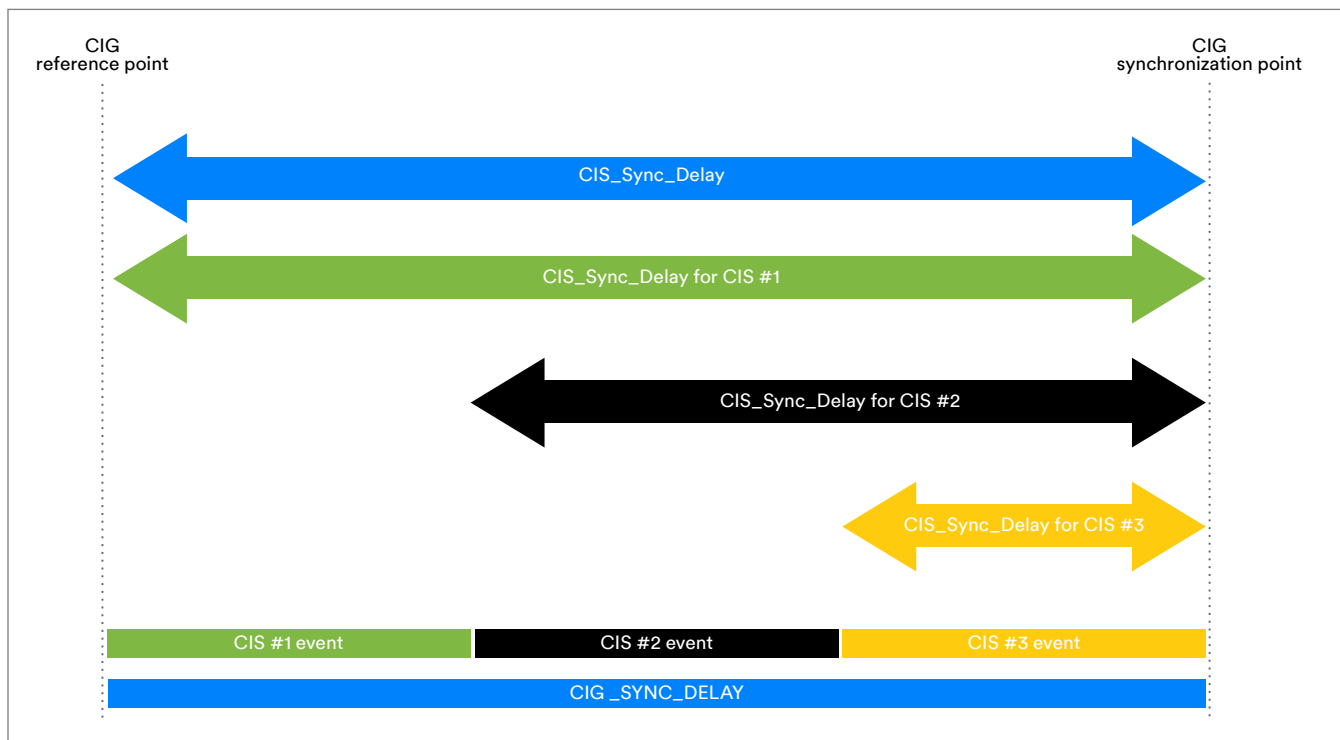 CIG
reference point
CIG
synchronization point
CIS_Sync_Delay
CIS_Sync_Delay for CIS #1
CIS_Sync_Delay for CIS #2
CIS_Sync_Delay for CIS #3
CIS #1 event
CIS #2 event
CIS #3 event
CIG _SYNC_DELAY